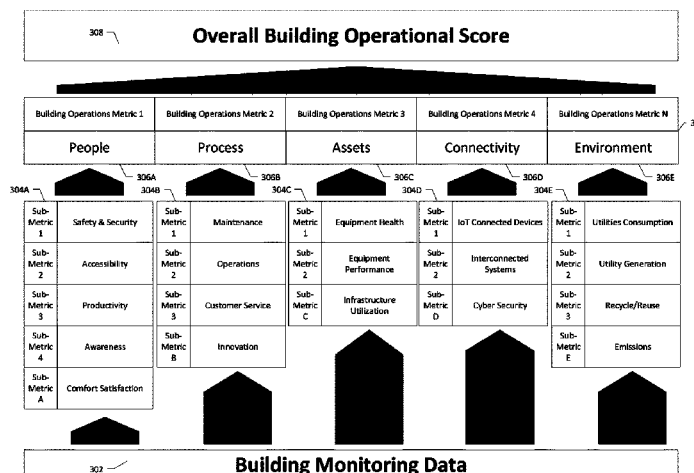 308
Overall Building Operational Score
Building Operations Metric 1
Building Operations Metric 2
Building Operations Metric 3
Building Operations Metric 4
Building Operations Metric N
3
People
Process
Assets
Connectivity
Environment
306A
306B
306C
306D
306E
304A
304B
304C
304D
304E
Sub-
Metric
1
Safety & Security
Sub-
Metric
2
Accessibility
Sub-
Metric
3
Productivity
Sub-
Metric
4
Awareness
Sub-
Metric
A
Comfort Satisfaction
Sub-
Metric
1
Maintenance
Sub-
Metric
2
Operations
Sub-
Metric
3
Customer Service
Sub-
Metric
B
Innovation
Sub-
Metric
1
Equipment Health
Sub-
Metric
2
Equipment
Performance
Sub-
Metric
C
Infrastructure
Utilization
Sub-
Metric
1
IoT Connected Devices
Sub-
Metric
2
Interconnected
Systems
Sub-
Metric
D
Cyber Security
Sub-
Metric
1
Utilities Consumption
Sub-
Metric
2
Utility Generation
Sub-
Metric
3
Recycle/Reuse
Sub-
Metric
E
Emissions
302
Building Monitoring Data